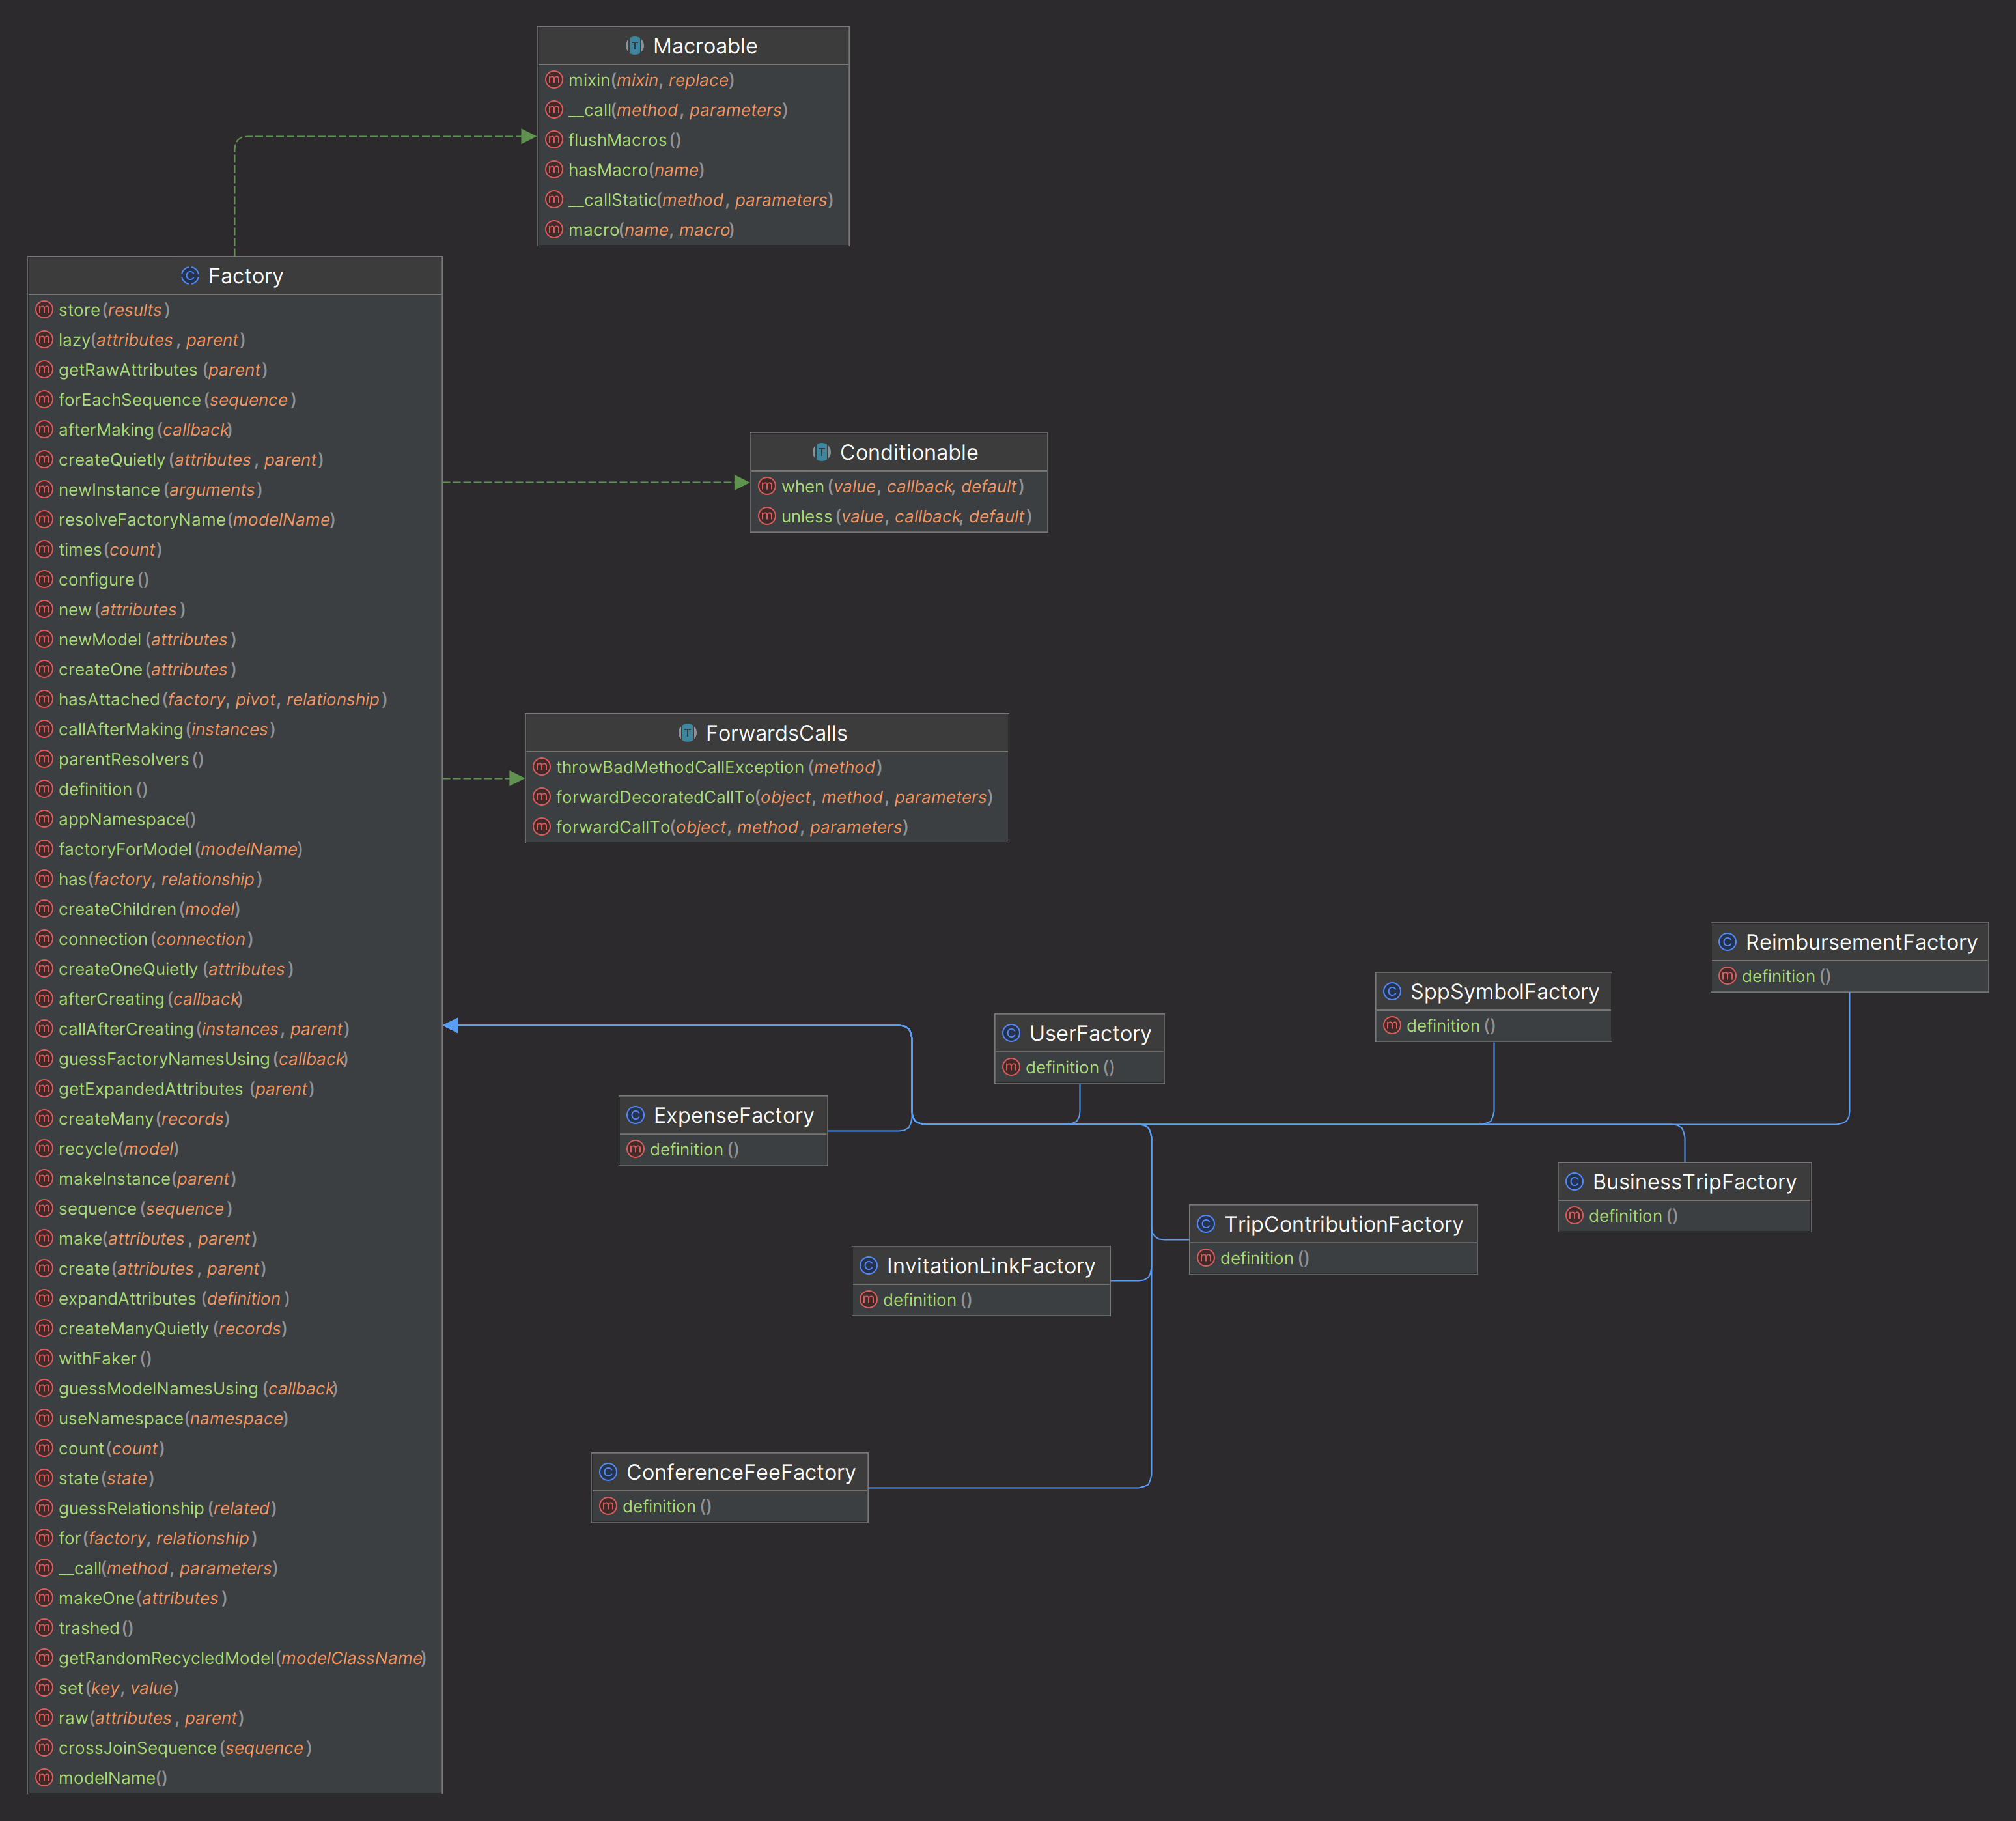 Macroable
mixin(mixin, replace)
__call(method, parameters)
flushMacros()
hasMacro(name)
__callStatic(method, parameters)
macro(name, macro)
Factory
store(results)
lazy(attributes, parent)
getRawAttributes(parent)
forEachSequence(sequence)
afterMaking(callback)
createQuietly(attributes, parent)
newInstance(arguments)
resolveFactoryName(modelName)
times(count)
configure()
new(attributes)
newModel(attributes)
createOne(attributes)
hasAttached(factory, pivot, relationship)
callAfterMaking(instances)
parentResolvers()
definition()
appNamespace()
factoryForModel(modelName)
has(factory, relationship)
createChildren(model)
connection(connection)
createOneQuietly(attributes)
afterCreating(callback)
callAfterCreating(instances, parent)
guessFactoryNamesUsing(callback)
getExpandedAttributes(parent)
createMany(records)
recycle(model)
makeInstance(parent)
sequence(sequence)
make(attributes, parent)
create(attributes, parent)
expandAttributes(definition)
createManyQuietly(records)
withFaker()
guessModelNamesUsing(callback)
useNamespace(namespace)
count(count)
state(state)
guessRelationship(related)
for(factory, relationship)
__call(method, parameters)
makeOne(attributes)
trashed()
getRandomRecycledModel(modelClassName)
set(key, value)
raw(attributes, parent)
crossJoinSequence(sequence)
modelName()
Conditionable
when(value, callback, default)
unless(value, callback, default)
ForwardsCalls
throwBadMethodCallException(method)
forwardDecoratedCallTo(object, method, parameters)
forwardCallTo(object, method, parameters)
ReimbursementFactory
definition()
SppSymbolFactory
definition()
UserFactory
definition()
ExpenseFactory
definition()
BusinessTripFactory
definition()
TripContributionFactory
definition()
InvitationLinkFactory
definition()
ConferenceFeeFactory
definition()